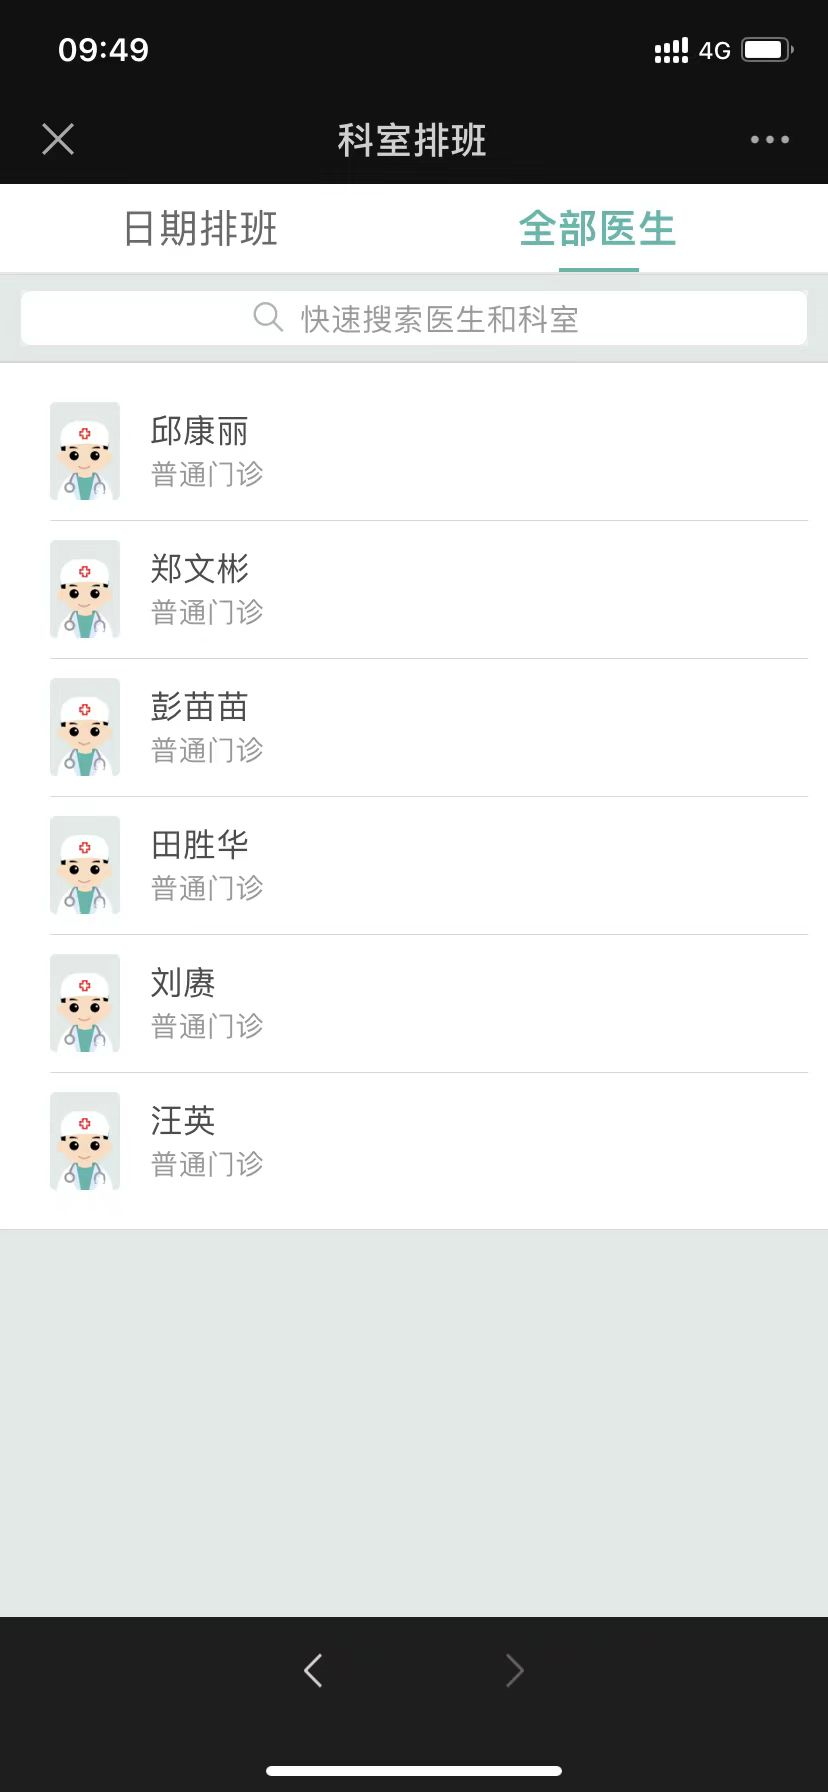 09:49
4G
科室排班
日期排班 全部医生
快速搜索医生和科室
邱康丽
普通门诊
郑文彬
普通门诊
彭苗苗
普通门诊
田胜华
普通门诊
刘赓
普通门诊
汪英
普通门诊